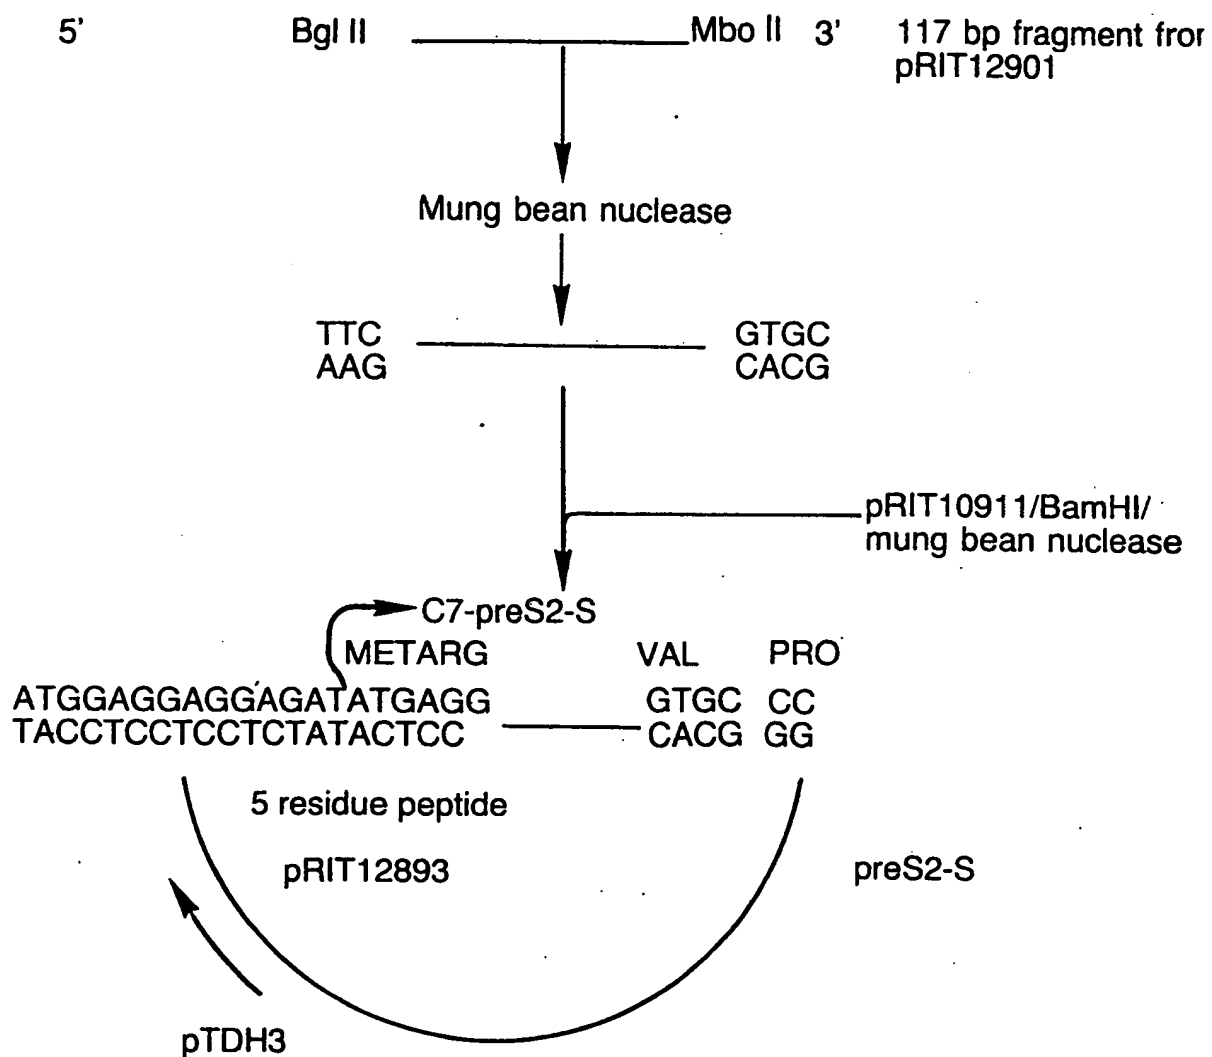 5' Bgl II Mbo II 3' 117 bp fragment fror
pRIT12901
Mung bean nuclease
TTC GTGC
AAG CACG
pRIT10911/BamHI/
mung bean nuclease
C7-preS2-S
METARG VAL PRO
ATGGAGGAGGAGATATGAGG GTGC CC
TACCTCCTCCTCTATACTCC CACG GG
5 residue peptide
pRIT12893 preS2-S
pTDH3